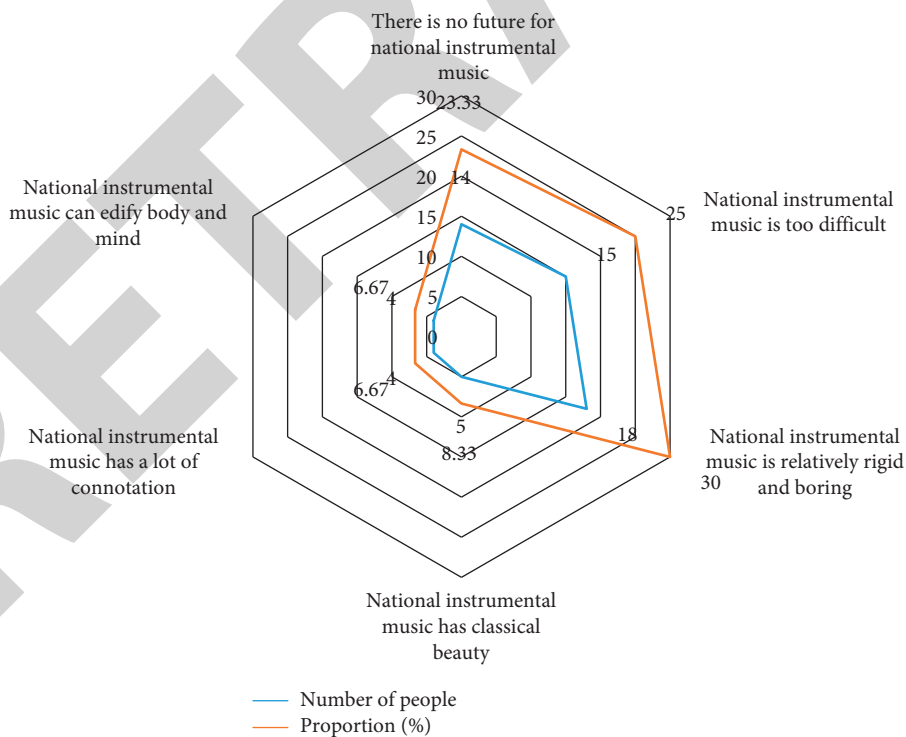 There is no future for
national instrumental
music
30
23.33
25
20
14
15
10
5
0
National instrumental
music can edify body and
mind
National instrumental
music is too difficult
25
15
6.67
4
6.67
4
5
8.33
18
30
National instrumental
music has a lot of
connotation
National instrumental
music is relatively rigid
and boring
National instrumental
music has classical
beauty
Number of people
Proportion (%)
RETRA